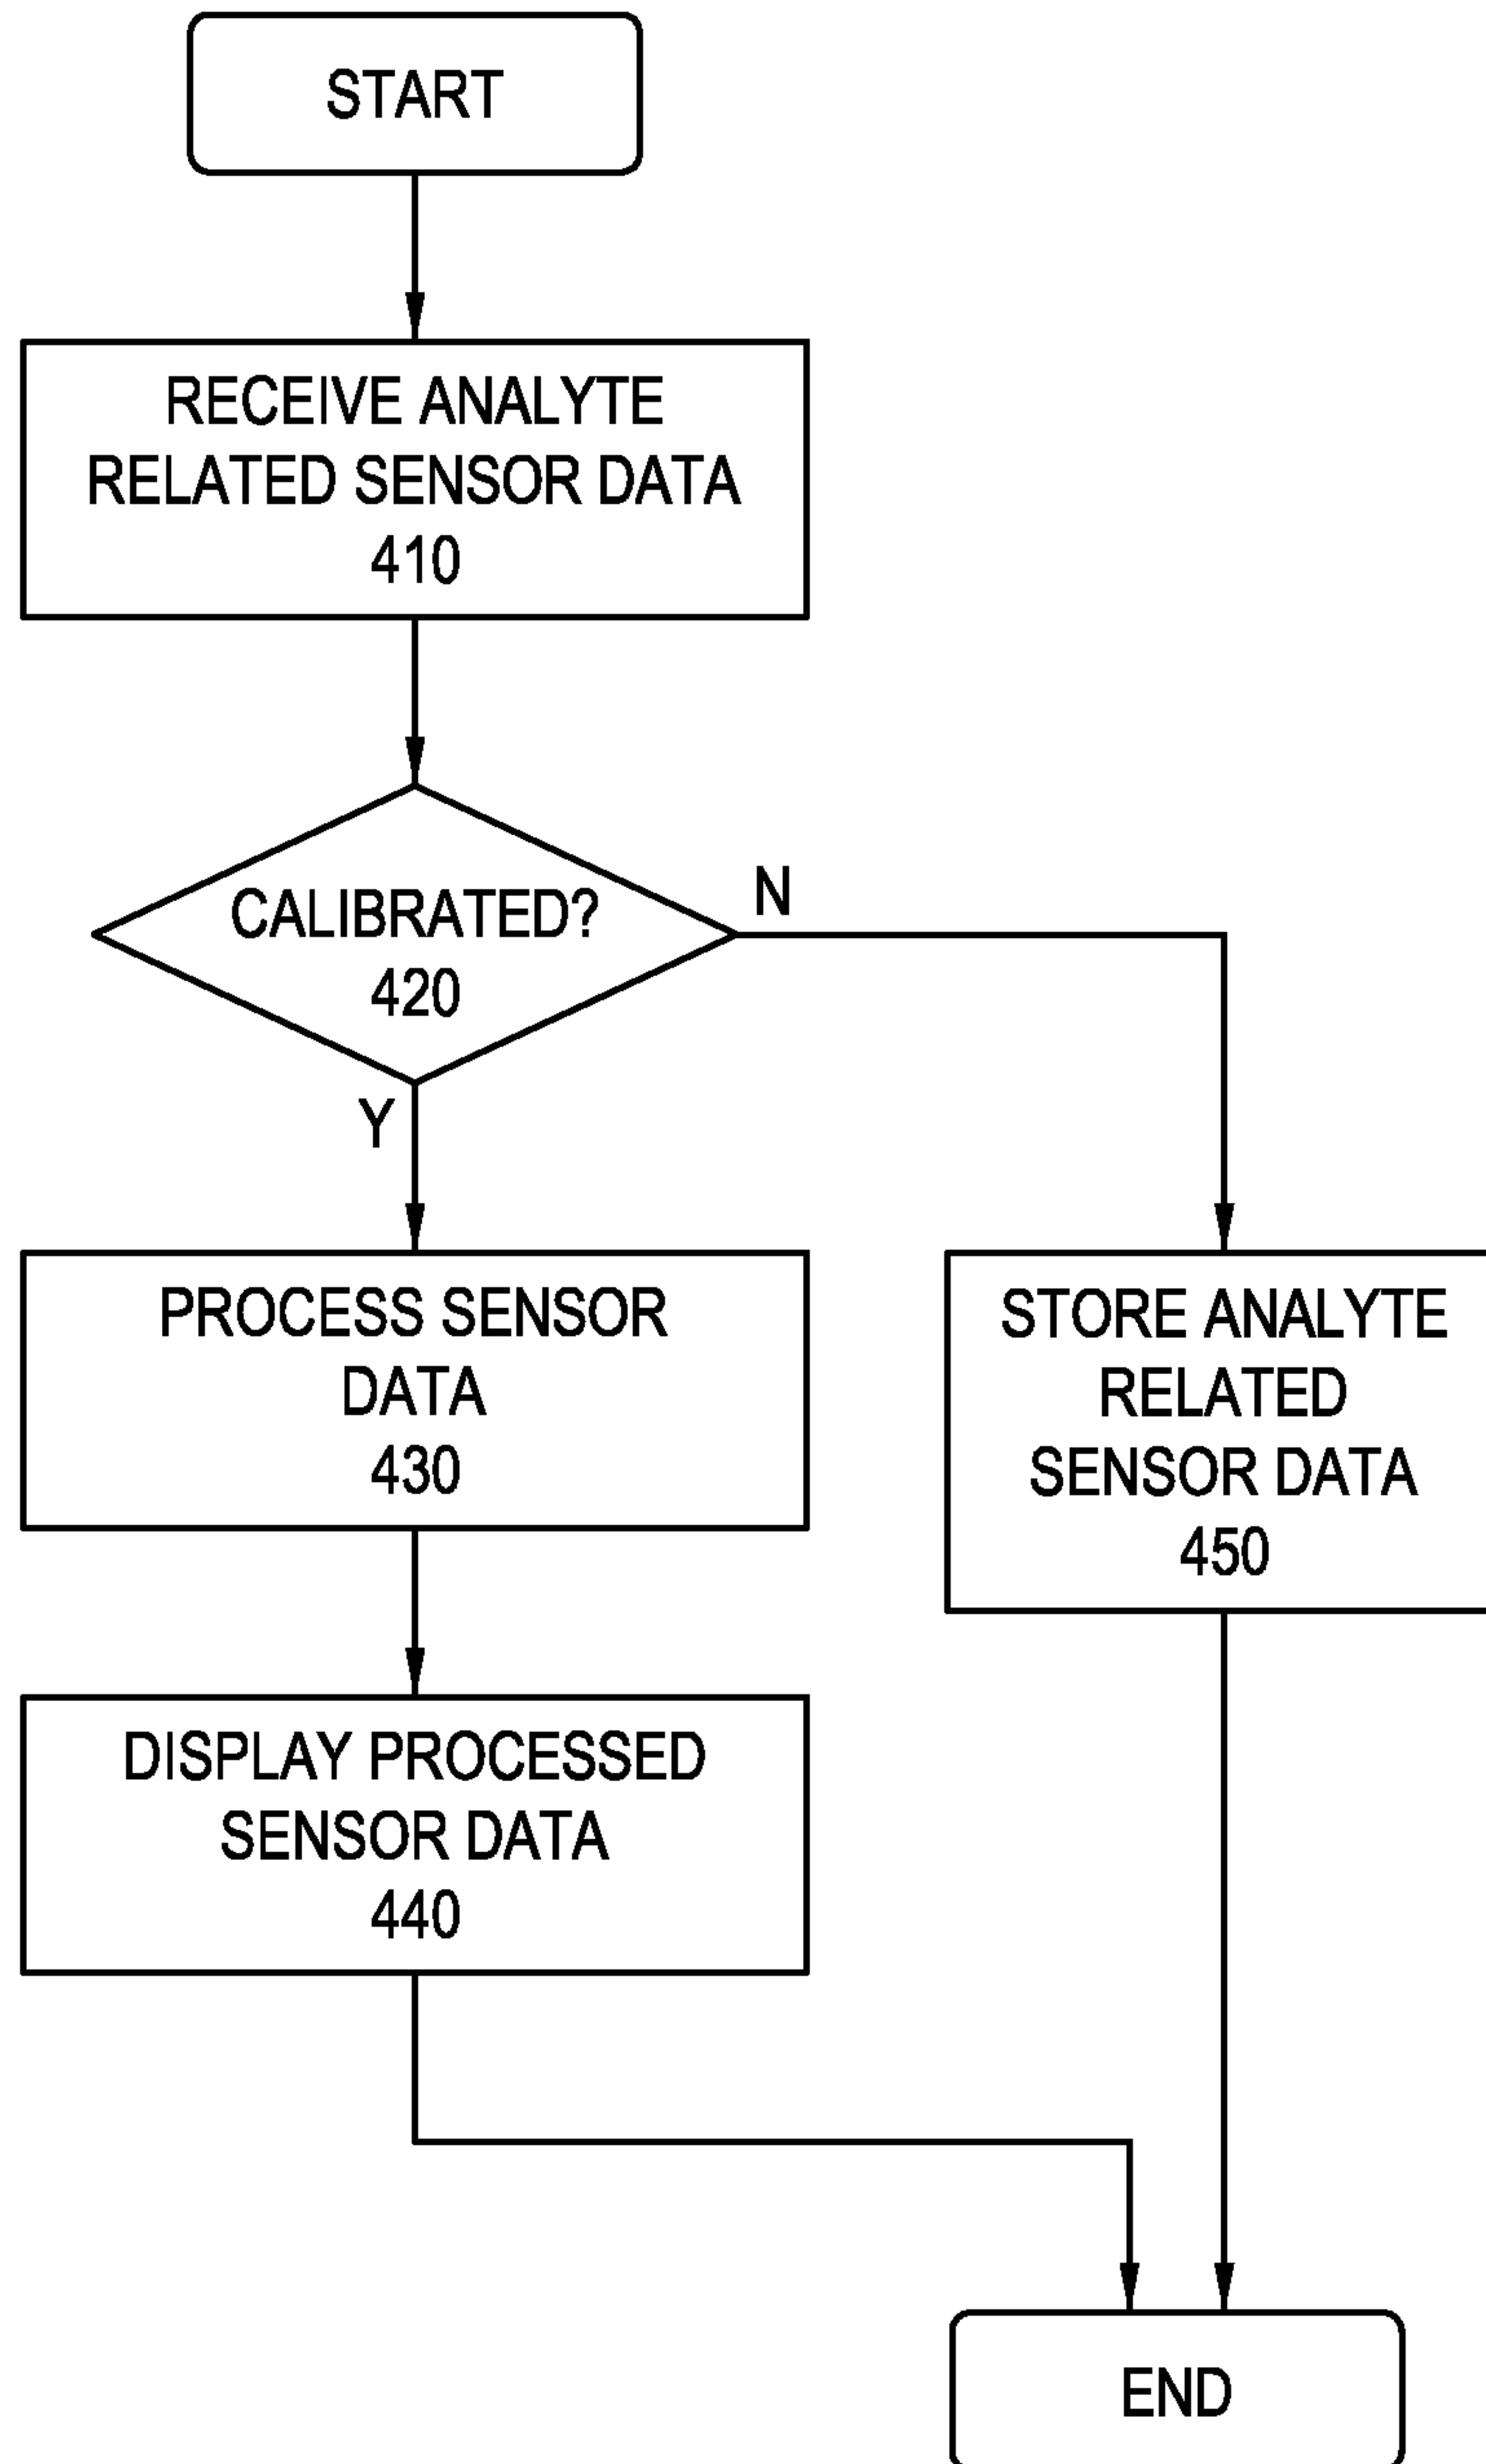 START
RECEIVE ANALYTE
RELATED SENSOR DATA
410
CALIBRATED?
420
N
Y
PROCESS SENSOR
DATA
430
STORE ANALYTE
RELATED
SENSOR DATA
450
DISPLAY PROCESSED
SENSOR DATA
440
END